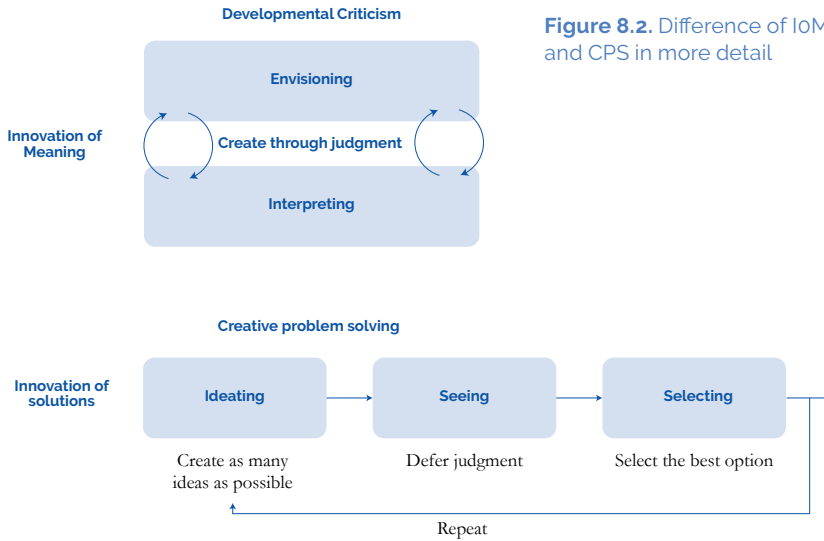 Developmental Criticism
Figure 8.2. Difference of IoM
and CPS in more detail
Envisioning
Innovation of
Meaning
Create through judgment
Interpreting
Creative problem solving
Innovation of
solutions
Ideating
Seeing
Selecting
Create as many
ideas as possible
Defer judgment
Select the best option
Repeat